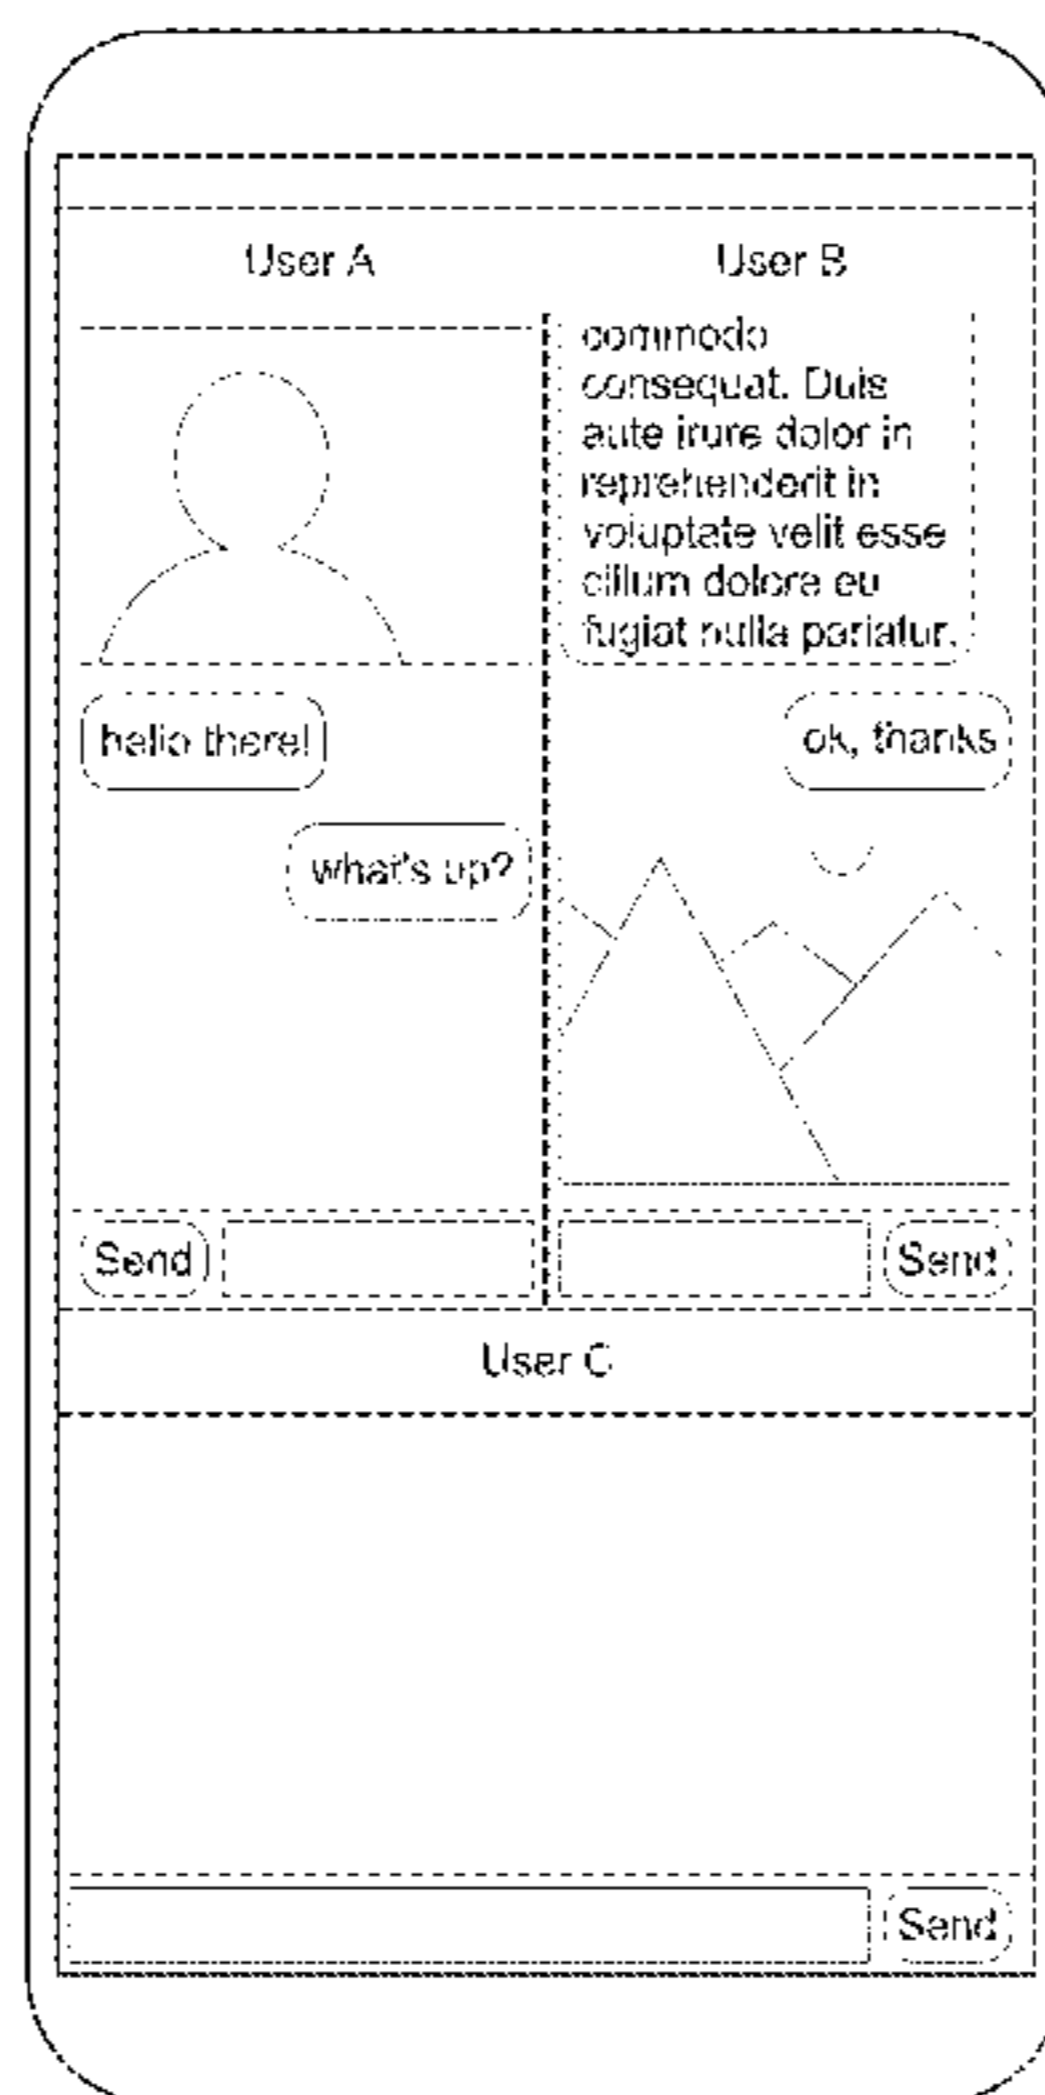 User A
User B
commodo
consequat. Duis
aute irure dolor in
reprehenderit in
voluptate velit esse
cillum dolore eu
fugiat nulla pariatur.
hello there!
ok, thanks
what's up?
Send
Send
User C
Send